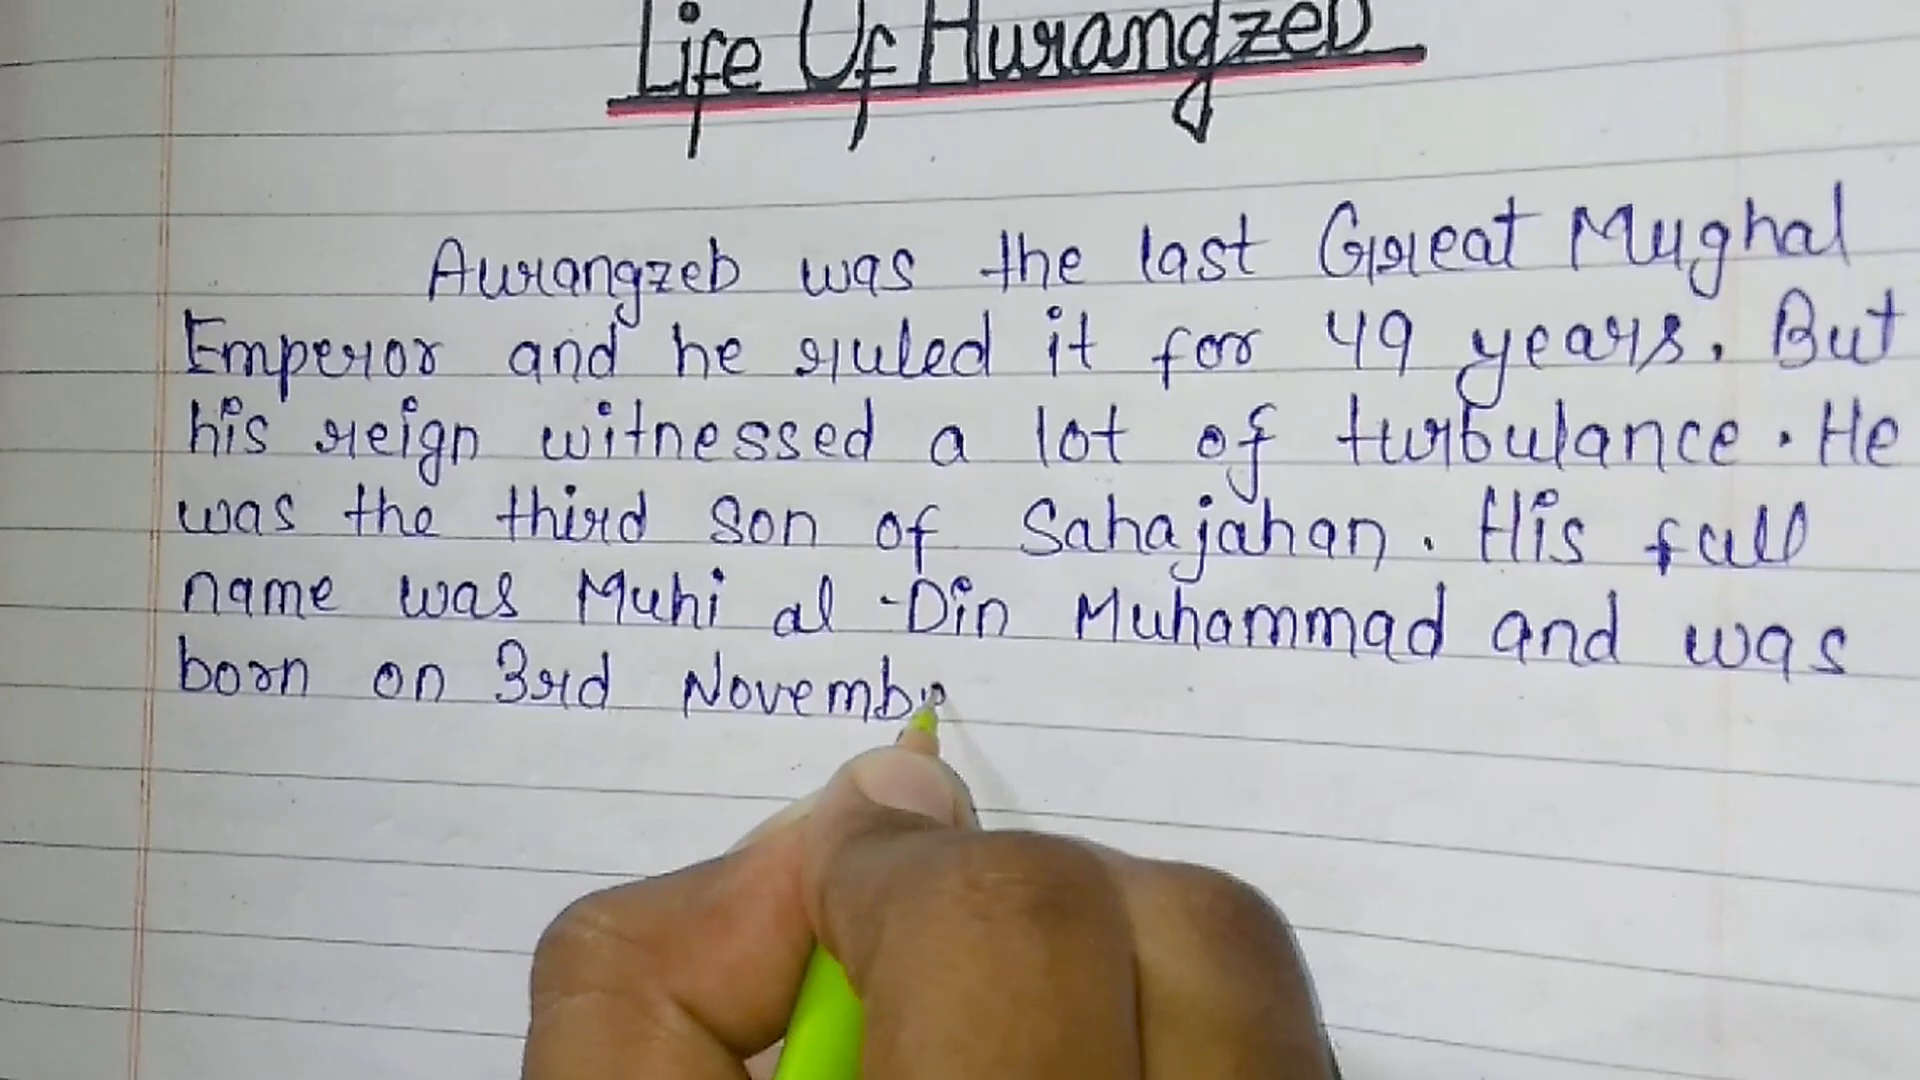 Life Of Aurangzeb
Aurangzeb was the last Great Mughal
Emperor and he ruled it for 49 years. But
his reign witnessed a lot of turbulance. He
was the third son of Sahajahan. His full
name was Muhi al-Din Muhammad and was
born on 3rd Novembe